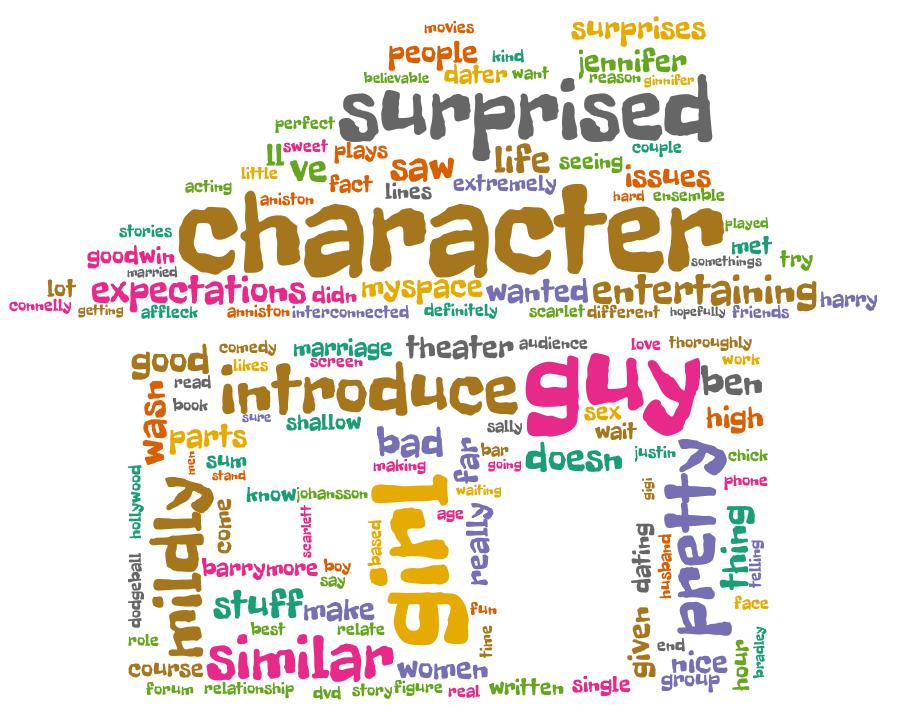 movies surprises
people kind jennifer
believable dater want reason ginnifer
surprised
perfect
ll sweet plays saw life seeing couple
ve
little fact lines extremely issues
acting aniston hard ensemble
character
stories played
goodwin met
married somethings try
lot expectations didn myspace wanted entertaining harry
connelly getting affleck anniston interconnected definitely scarlet different hopefully friends
good comedy marriage theater audience love thoroughly
likes screen work
read introduce guy ben
wash book sure shallow sex high
parts sally wait
bad far bar doesn justin chick
men sum making going
stand
hollywood know johansson girl waiting gigi pretty phone
mildly come scarlett based age really thing
dodgeball barrymore boy dating husband telling
say
stuff make fun given face
role best relate time
similar end hour bradley
course women nice
group
forum relationship dvd story figure real written single